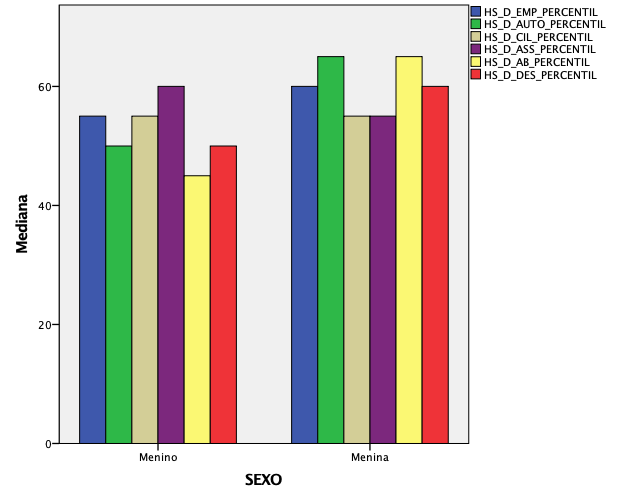 HS_D_EMP_PERCENTIL
HS_D_AUTO_PERCENTIL
HS_D_CIL_PERCENTIL
HS_D_ASS_PERCENTIL
HS_D_AB_PERCENTIL
HS_D_DES_PERCENTIL
Mediana
60
40
20
0
Menino Menina
SEXO